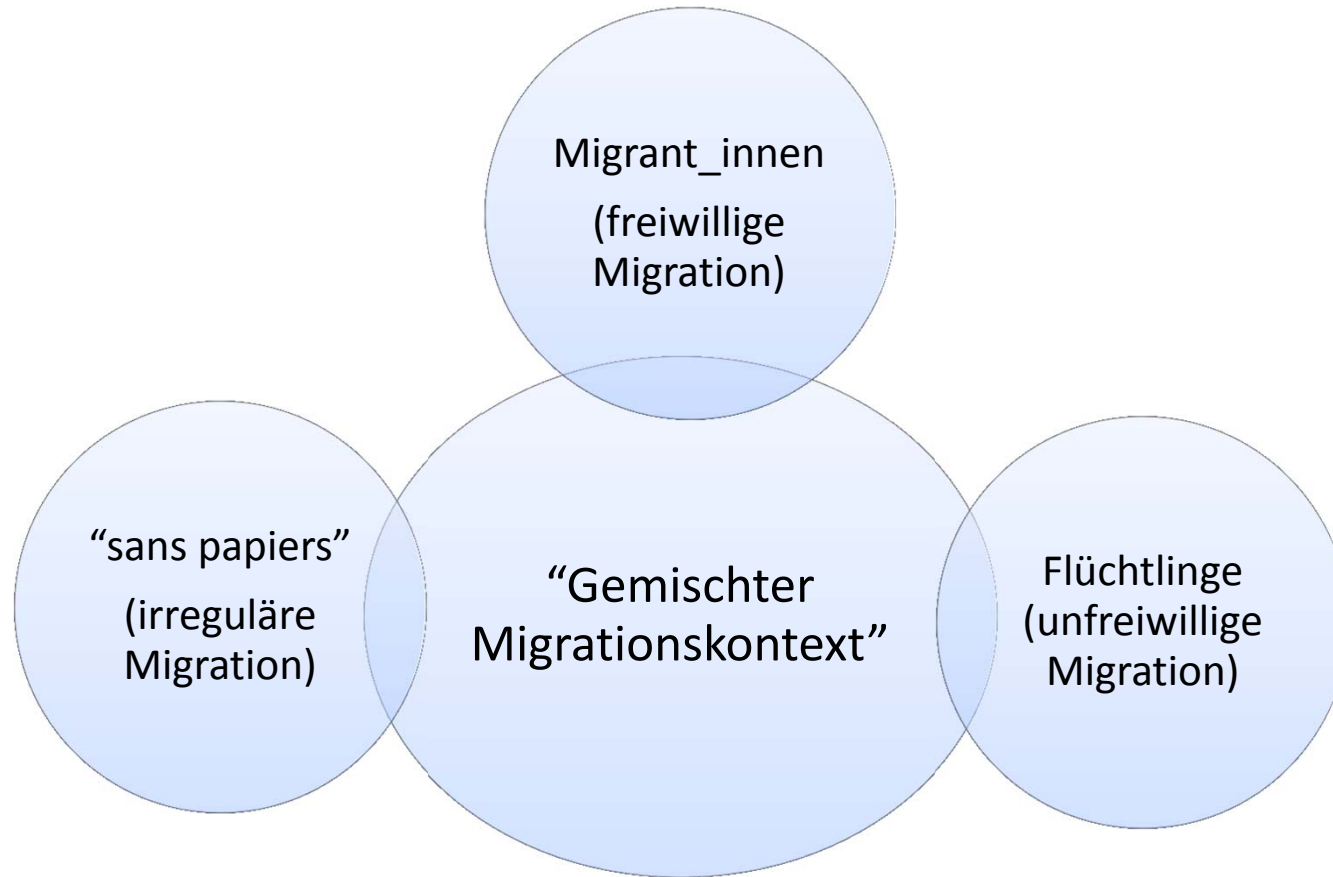 Migrant_innen
(freiwillige
Migration)
“sans papiers”
(irreguläre
Migration)
“Gemischter
Migrationskontext”
Flüchtlinge
(unfreiwillige
Migration)